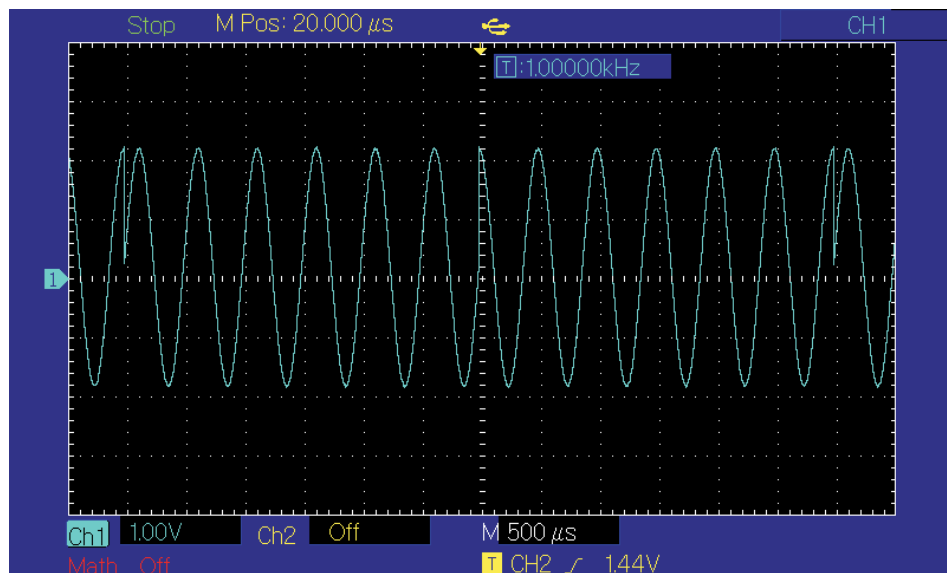 Stop M Pos: 20.000 μs CH1
T:1.00000kHz
1
Ch1 1.00V Ch2 Off M 500 μs
Math Off T CH2 1.44V